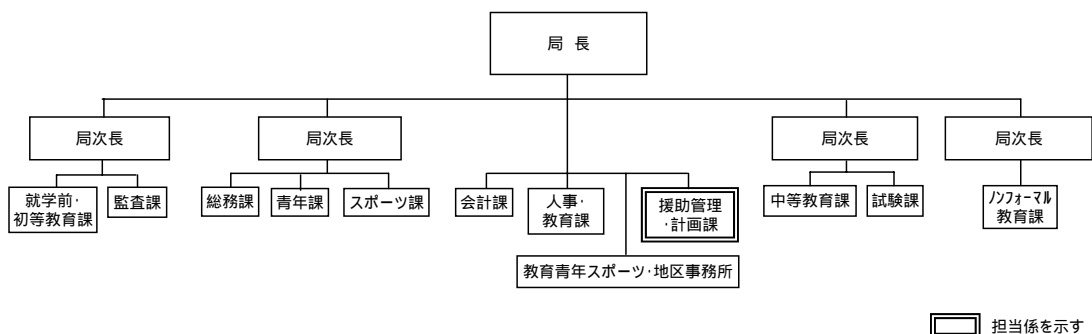 局 長
局次長
局次長
局次長
局次長
就学前・
初等教育課
監査課
総務課
青年課
スポーツ課
会計課
人事・
教育課
援助管理
・計画課
中等教育課
試験課
ノンフォーマル
教育課
教育青年スポーツ・地区事務所
担当係を示す